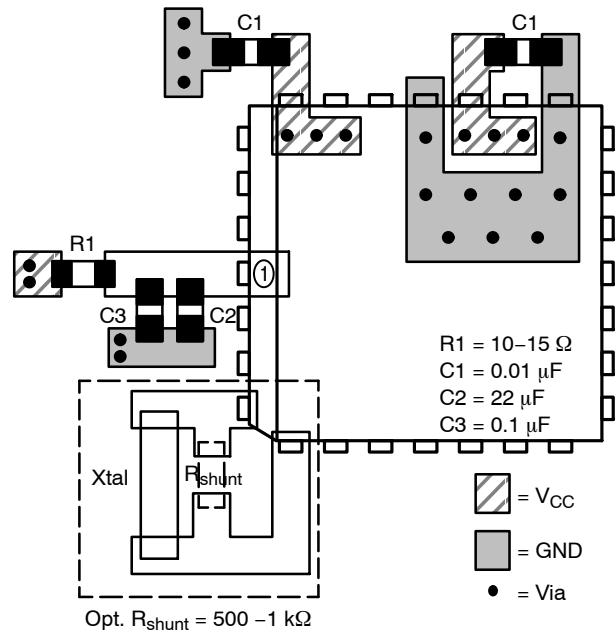 C1
C1
R1
1
C3
C2
R1 = 10–15 Ω
C1 = 0.01 μF
C2 = 22 μF
C3 = 0.1 μF
Xtal
Rshunt
= VCC
= GND
= Via
Opt. Rshunt = 500 –1 kΩ